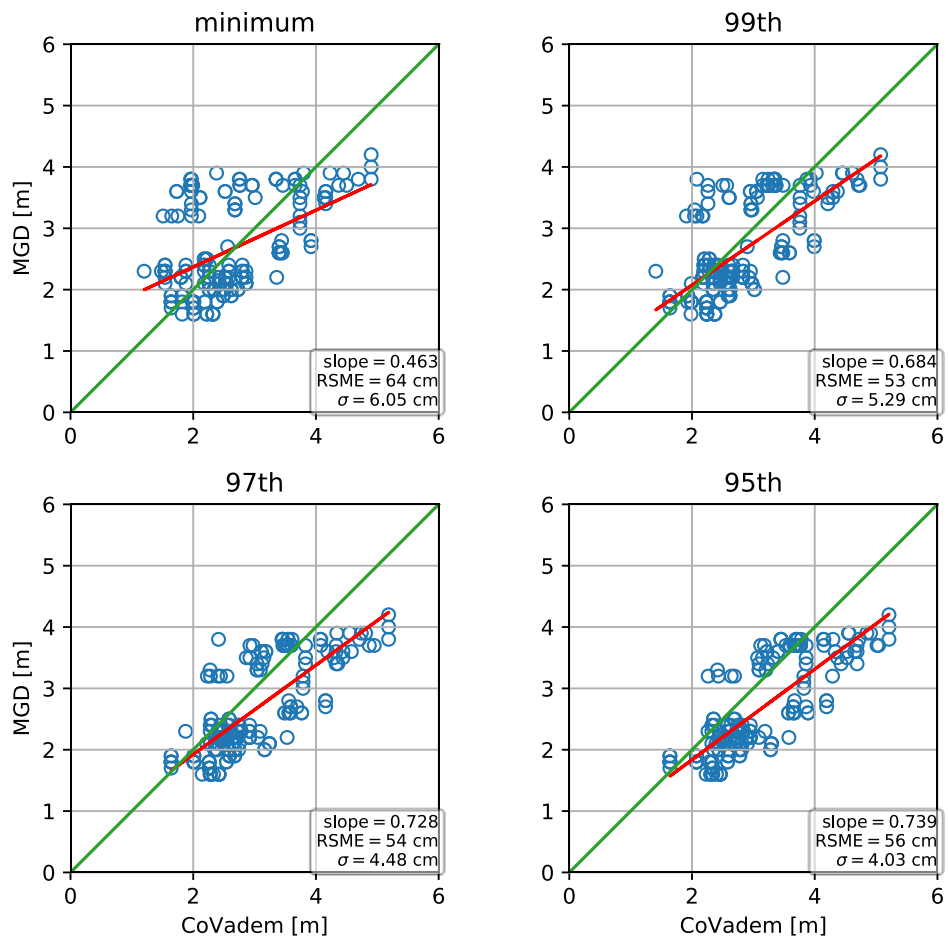 minimum
99th
6
5
4
3
2
1
0
MGD [m]
slope = 0.463
RSME = 64 cm
σ = 6.05 cm
0
2
4
6
6
5
4
3
2
1
0
slope = 0.684
RSME = 53 cm
σ = 5.29 cm
0
2
4
6
97th
95th
6
5
4
3
2
1
0
MGD [m]
slope = 0.728
RSME = 54 cm
σ = 4.48 cm
0
2
4
6
CoVadem [m]
6
5
4
3
2
1
0
slope = 0.739
RSME = 56 cm
σ = 4.03 cm
0
2
4
6
CoVadem [m]